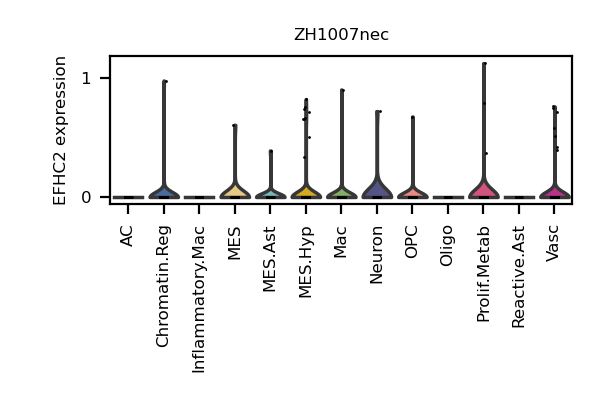 ZH1007nec
EFHC2 expression
1
0
AC
Chromatin.Reg
Inflammatory.Mac
MES
MES.Ast
MES.Hyp
Mac
Neuron
OPC
Oligo
Prolif.Metab
Reactive.Ast
Vasc